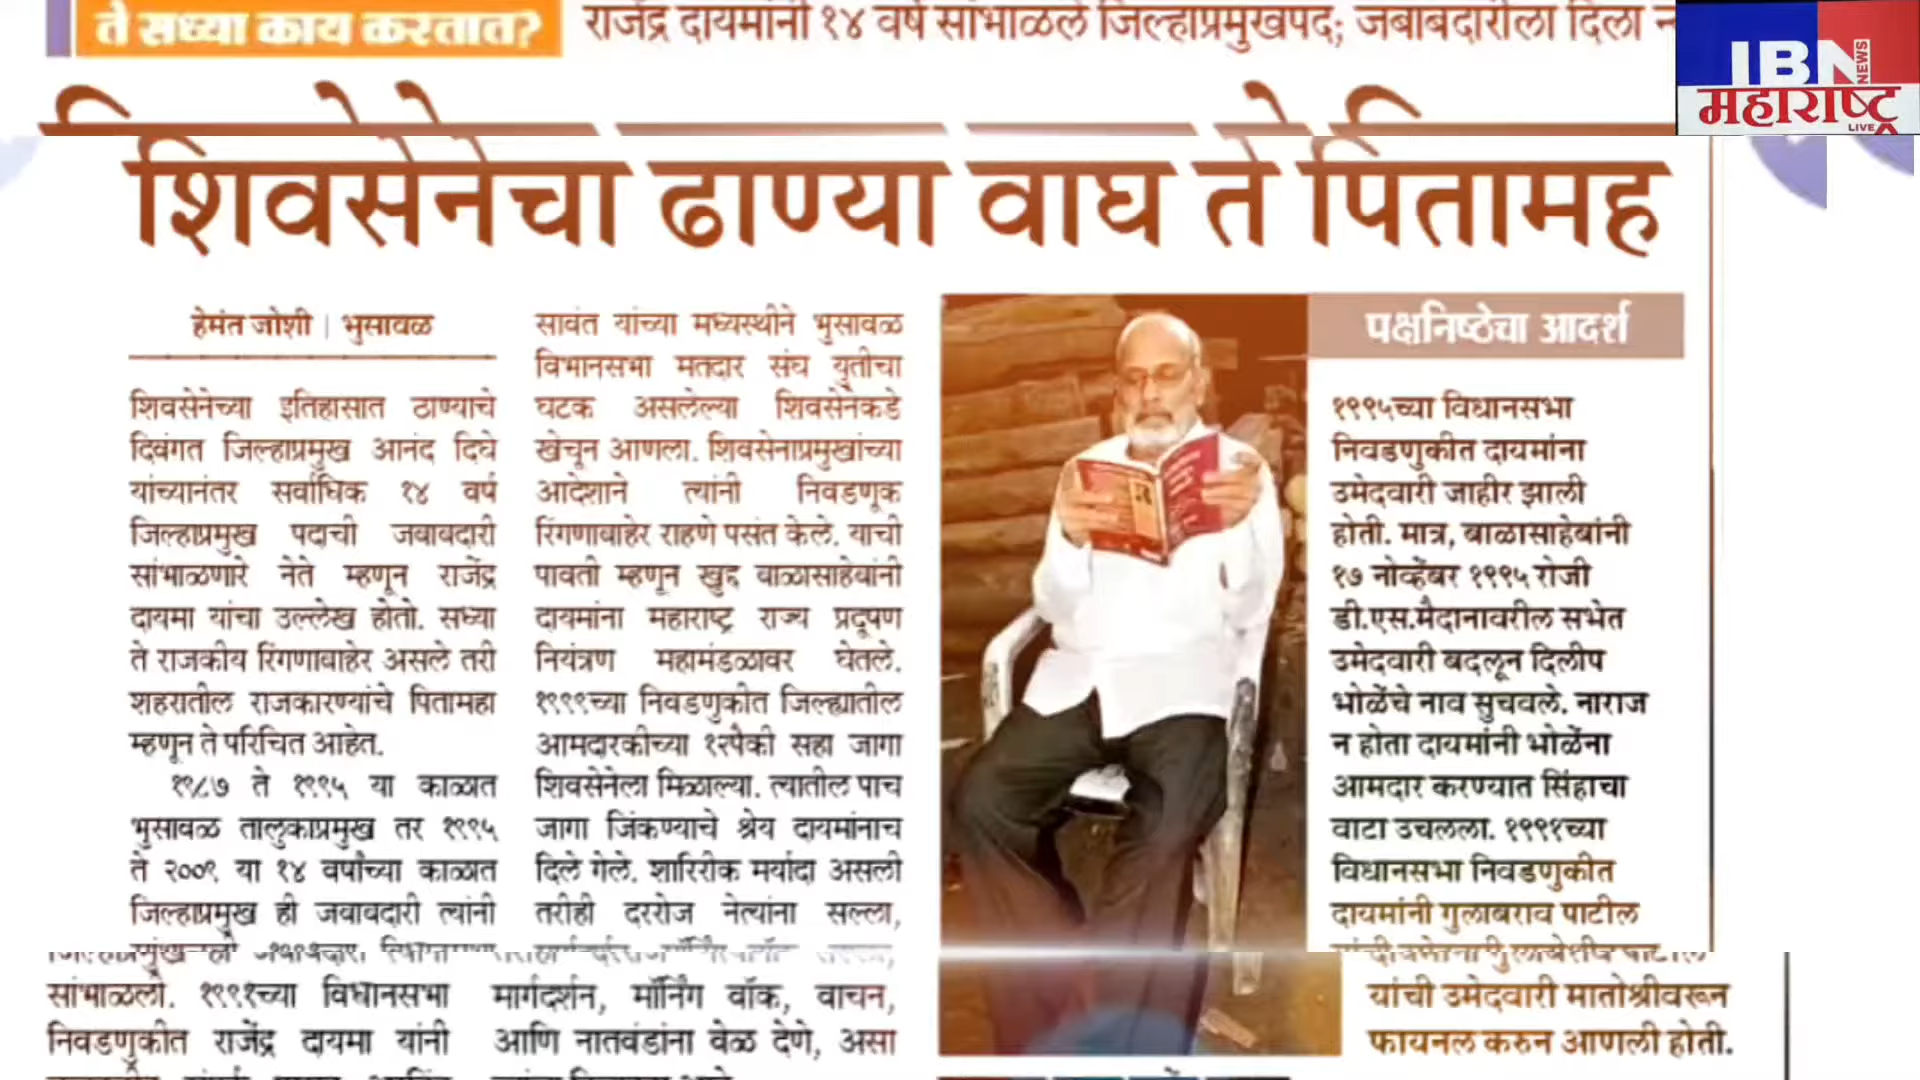 ते सध्या काय करतात?
राजेंद्र दायमांनी १४ वर्षे सांभाळले जिल्हाप्रमुखपद; जबाबदारीला दिला
IBN
NEWS
महाराष्ट्र
LIVE
शिवसेनेचा ढाण्या वाघ ते पितामह
हेमंत जोशी | भुसावळ
शिवसेनेच्या इतिहासात ठाण्याचे
दिवंगत जिल्हाप्रमुख आनंद दिघे
यांच्यानंतर सर्वाधिक १४ वर्ष
जिल्हाप्रमुख पदाची जबाबदारी
सांभाळणारे नेते म्हणून राजेंद्र
दायमा यांचा उल्लेख होतो. सध्या
ते राजकीय रिंगणाबाहेर असले तरी
शहरातील राजकारण्यांचे पितामहा
म्हणून ते परिचित आहेत.
१९८७ ते १९९५ या काळात
भुसावळ तालुकाप्रमुख तर १९९५
ते २००९ या १४ वर्षांच्या काळात
जिल्हाप्रमुख ही जबाबदारी त्यांनी
सांभाळली. १९९१च्या विधानसभा
निवडणुकीत राजेंद्र दायमा यांनी
सावंत यांच्या मध्यस्थीने भुसावळ
विभानसभा मतदार संघ युतीचा
घटक असलेल्या शिवसेनेकडे
खेचून आणला. शिवसेनाप्रमुखांच्या
आदेशाने त्यांनी निवडणूक
रिंगणाबाहेर राहणे पसंत केले. याची
पावती म्हणून खुद्द बाळासाहेबांनी
दायमांना महाराष्ट्र राज्य प्रदूषण
नियंत्रण महामंडळावर घेतले.
१९९९च्या निवडणुकीत जिल्ह्यातील
आमदारकीच्या १२पैकी सहा जागा
शिवसेनेला मिळाल्या. त्यातील पाच
जागा जिंकण्याचे श्रेय दायमांनाच
दिले गेले. शारिरीक मर्यादा असली
तरीही दररोज नेत्यांना सल्ला,
मार्गदर्शन, मॉर्निंग वॉक, वाचन,
आणि नातवंडांना वेळ देणे, असा
पक्षनिष्ठेचा आदर्श
१९९५च्या विधानसभा
निवडणुकीत दायमांना
उमेदवारी जाहीर झाली
होती. मात्र, बाळासाहेबांनी
१७ नोव्हेंबर १९९५ रोजी
डी.एस.मैदानावरील सभेत
उमेदवारी बदलून दिलीप
भोळेंचे नाव सुचवले. नाराज
न होता दायमांनी भोळेंना
आमदार करण्यात सिंहाचा
वाटा उचलला. १९९१च्या
विधानसभा निवडणुकीत
दायमांनी गुलाबराव पाटील
यांची उमेदवारी मातोश्रीवरून
फायनल करुन आणली होती.